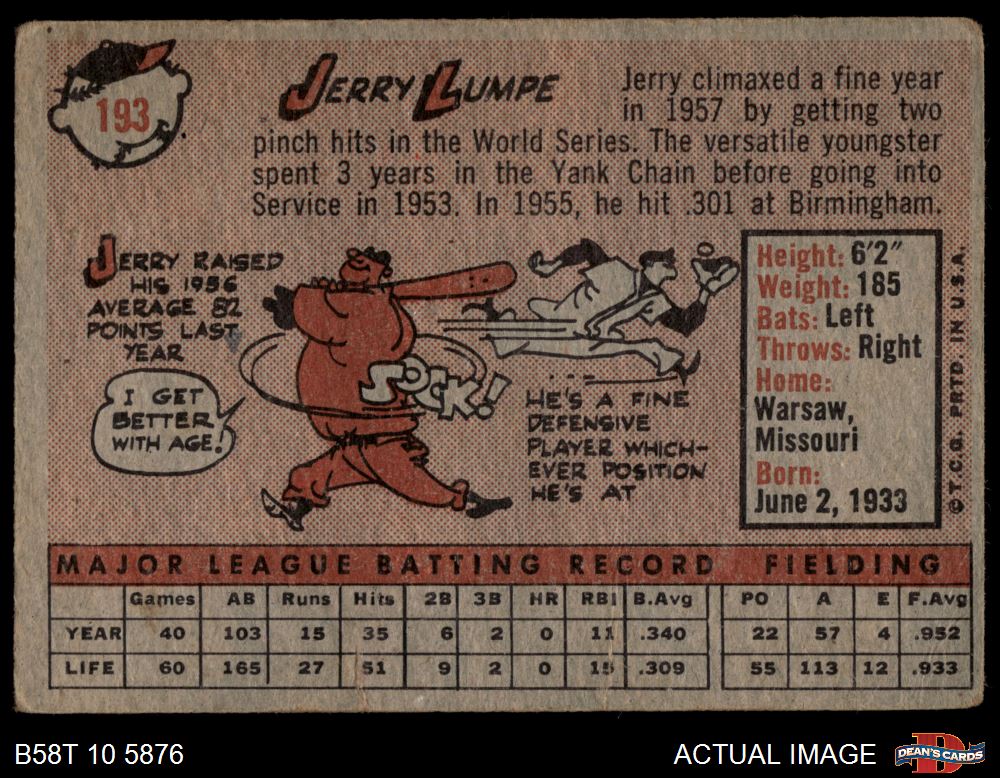 193
JERRY LUMPE
Jerry climaxed a fine year
in 1957 by getting two
pinch hits in the World Series. The versatile youngster
spent 3 years in the Yank Chain before going into
Service in 1953. In 1955, he hit .301 at Birmingham.
JERRY RAISED
HIS 1956
AVERAGE 82
POINTS LAST
YEAR
I GET
BETTER
WITH AGE!
SOCK!
HE'S A FINE
DEFENSIVE
PLAYER WHICH-
EVER POSITION
HE'S AT
Height: 6'2"
Weight: 185
Bats: Left
Throws: Right
Home:
Warsaw,
Missouri
Born:
June 2, 1933
© T.C.G. PRTD. IN U.S.A.
MAJOR LEAGUE BATTING RECORD FIELDING
Games AB Runs Hits 2B 3B HR RBI B.Avg PO A E F.Avg
YEAR 40 103 15 35 6 2 0 11 .340 22 57 4 .952
LIFE 60 165 27 51 9 2 0 15 .309 55 113 12 .933
B58T 10 5876
ACTUAL IMAGE
DEAN'S CARDS